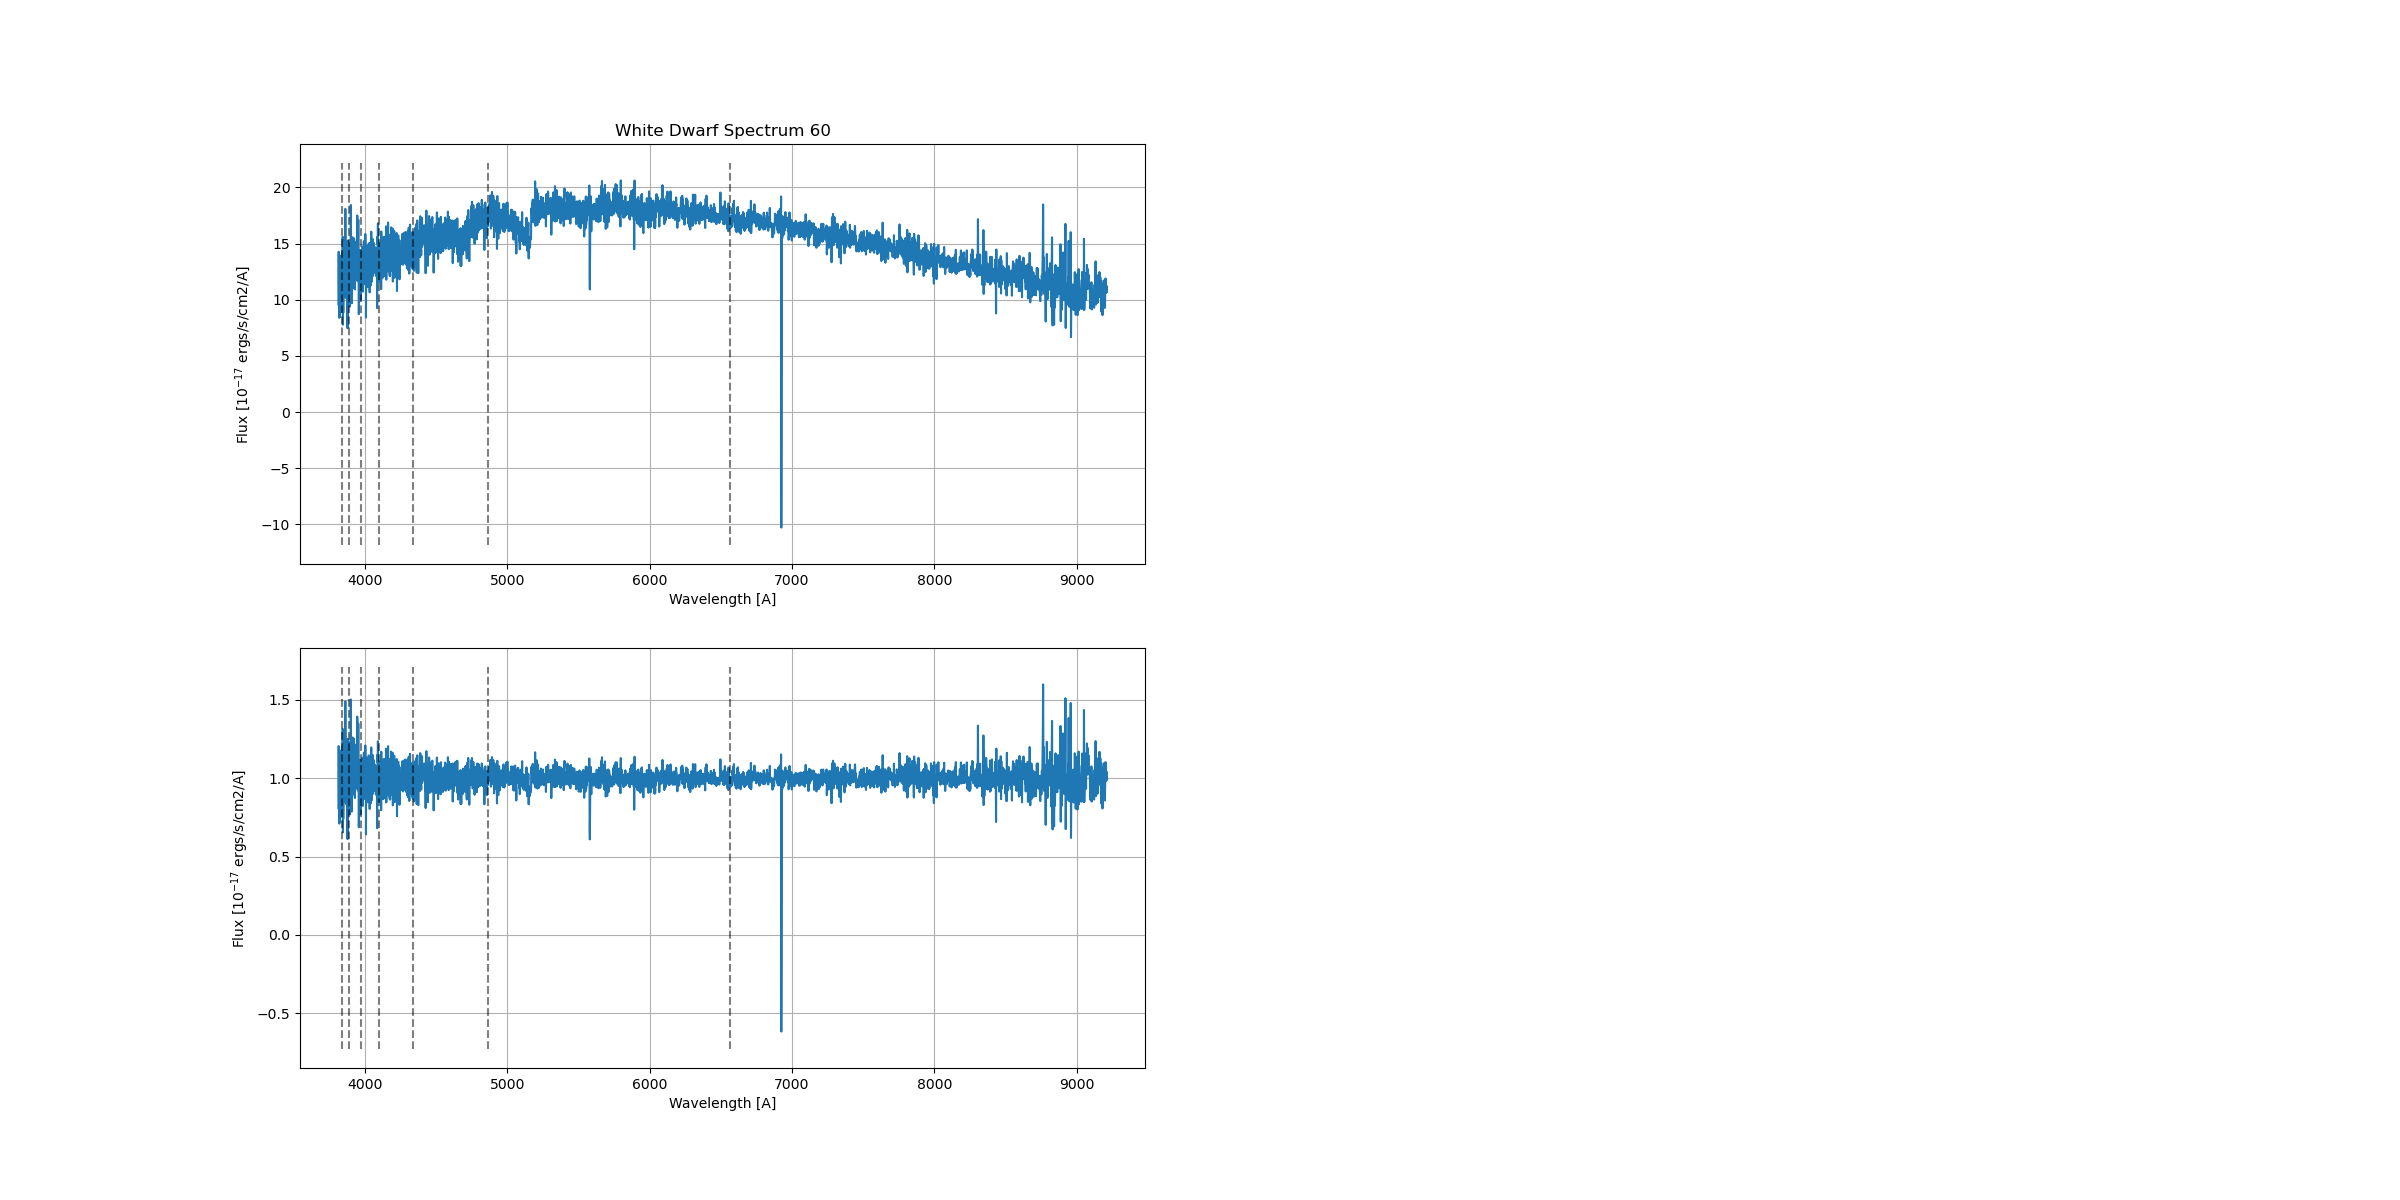 White Dwarf Spectrum 60
20
15
10
5
0
−5
−10
Flux [10⁻¹⁷ ergs/s/cm2/A]
4000 5000 6000 7000 8000 9000
Wavelength [A]
1.5
1.0
0.5
0.0
−0.5
Flux [10⁻¹⁷ ergs/s/cm2/A]
4000 5000 6000 7000 8000 9000
Wavelength [A]